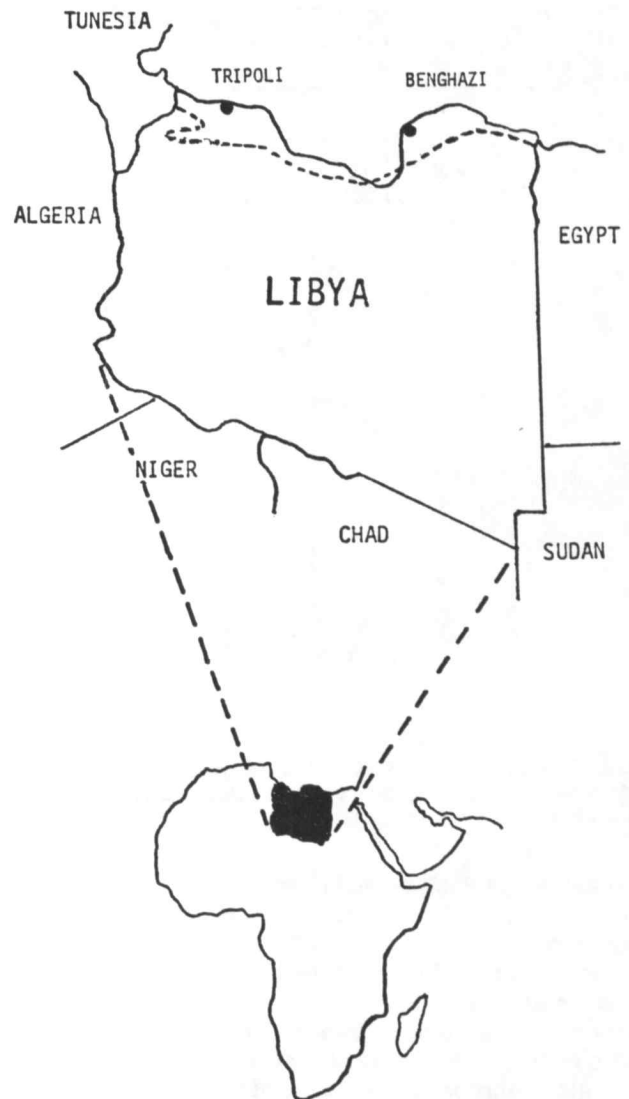 TUNESIA
TRIPOLI
BENGHAZI
ALGERIA
EGYPT
LIBYA
NIGER
CHAD
SUDAN